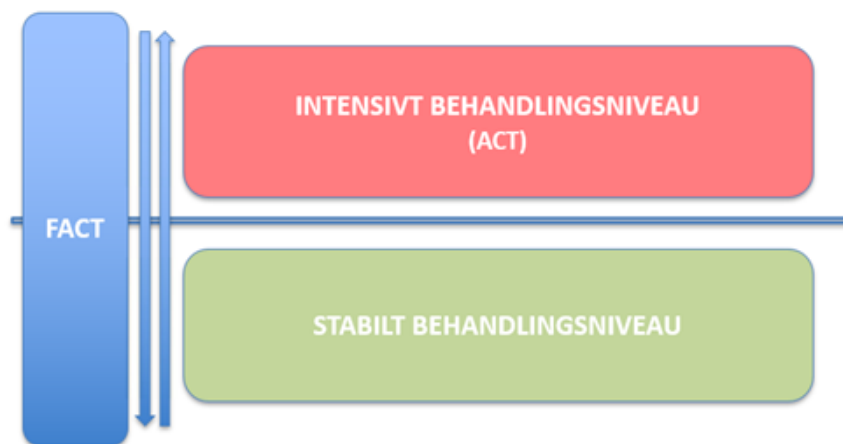 INTENSIVT BEHANDLINGSNIVEAU
(ACT)
FACT
STABILT BEHANDLINGSNIVEAU